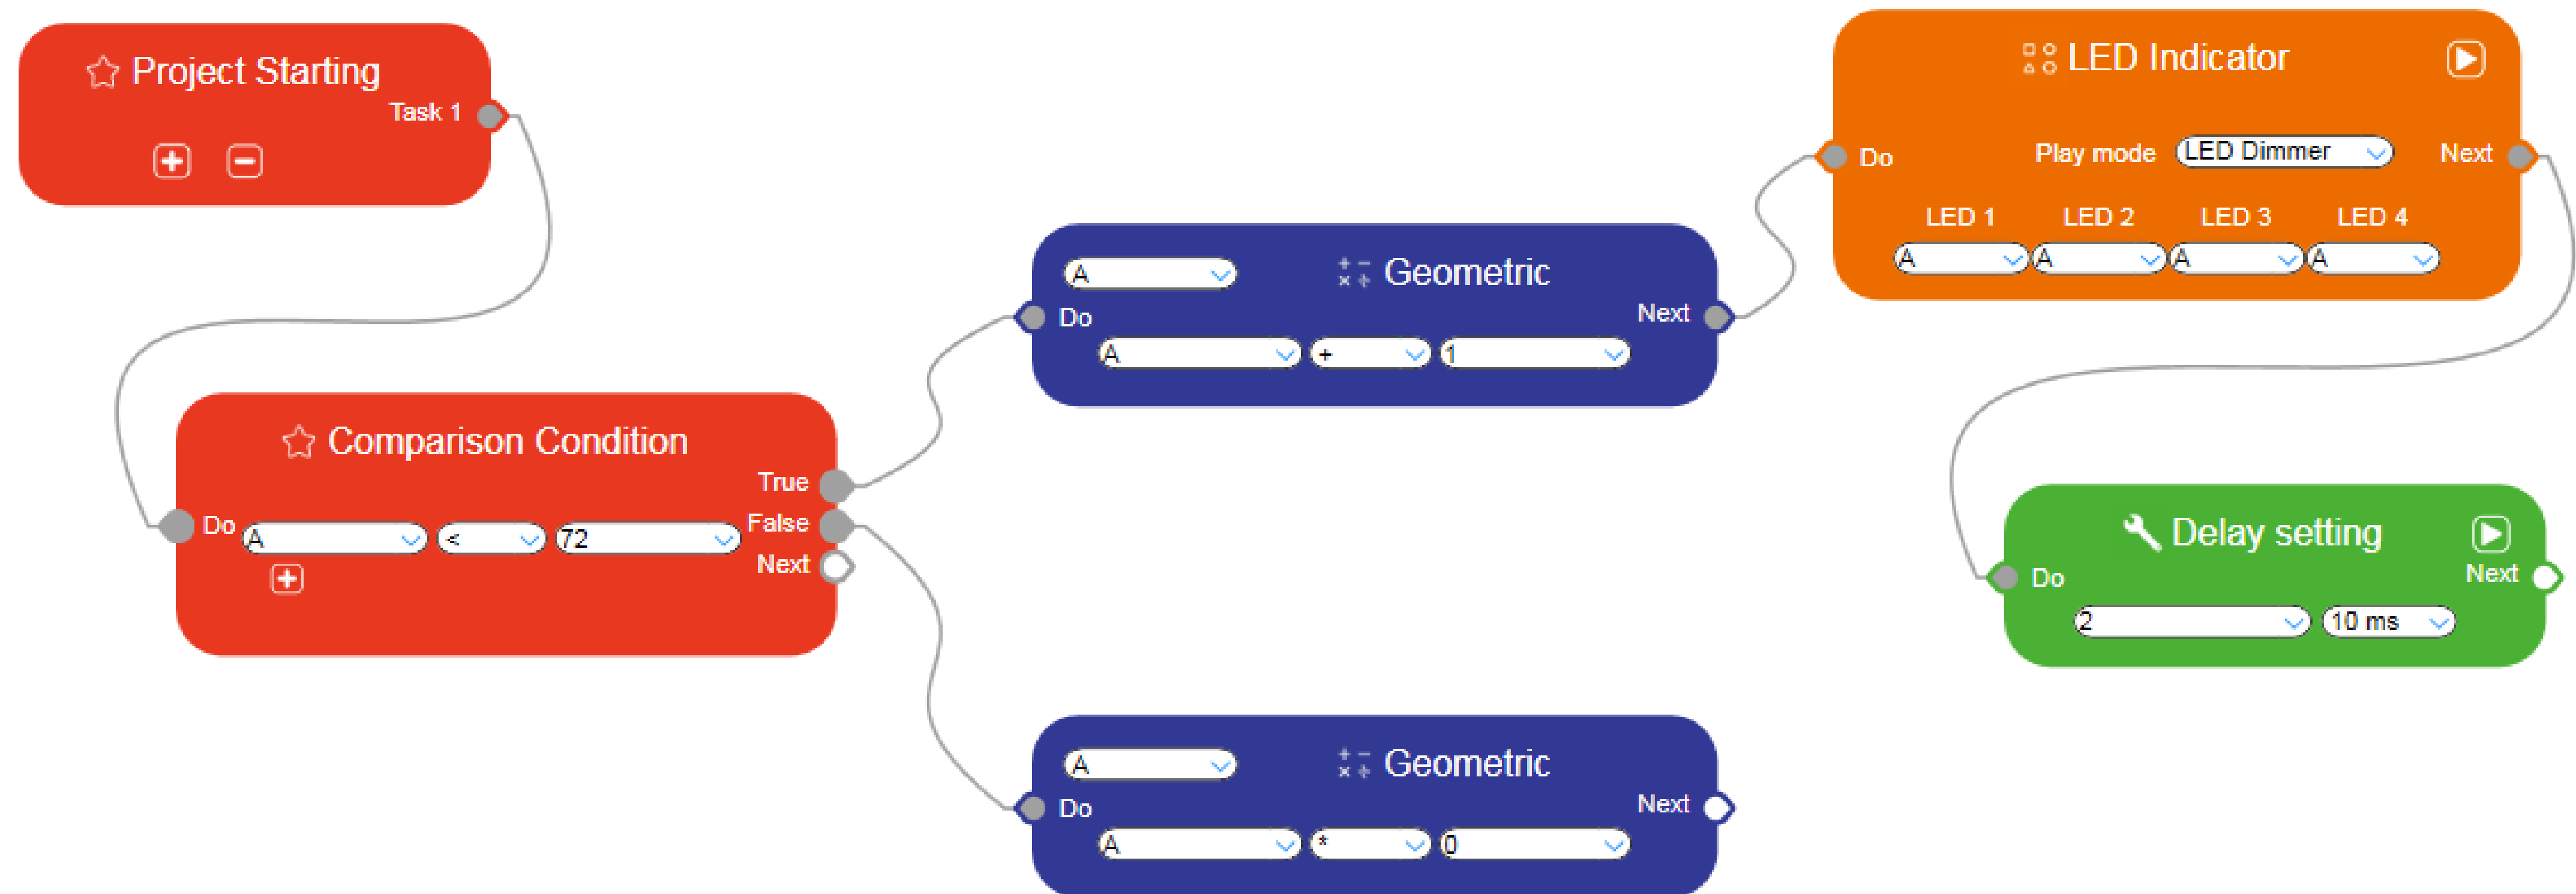 Project Starting
Task 1
Comparison Condition
True
Do
A
<
72
False
Next
A
Geometric
Do
Next
A
+
1
A
Geometric
Do
Next
A
*
0
LED Indicator
Do
Play mode
LED Dimmer
Next
LED 1
LED 2
LED 3
LED 4
A
A
A
A
Delay setting
Do
Next
2
10 ms